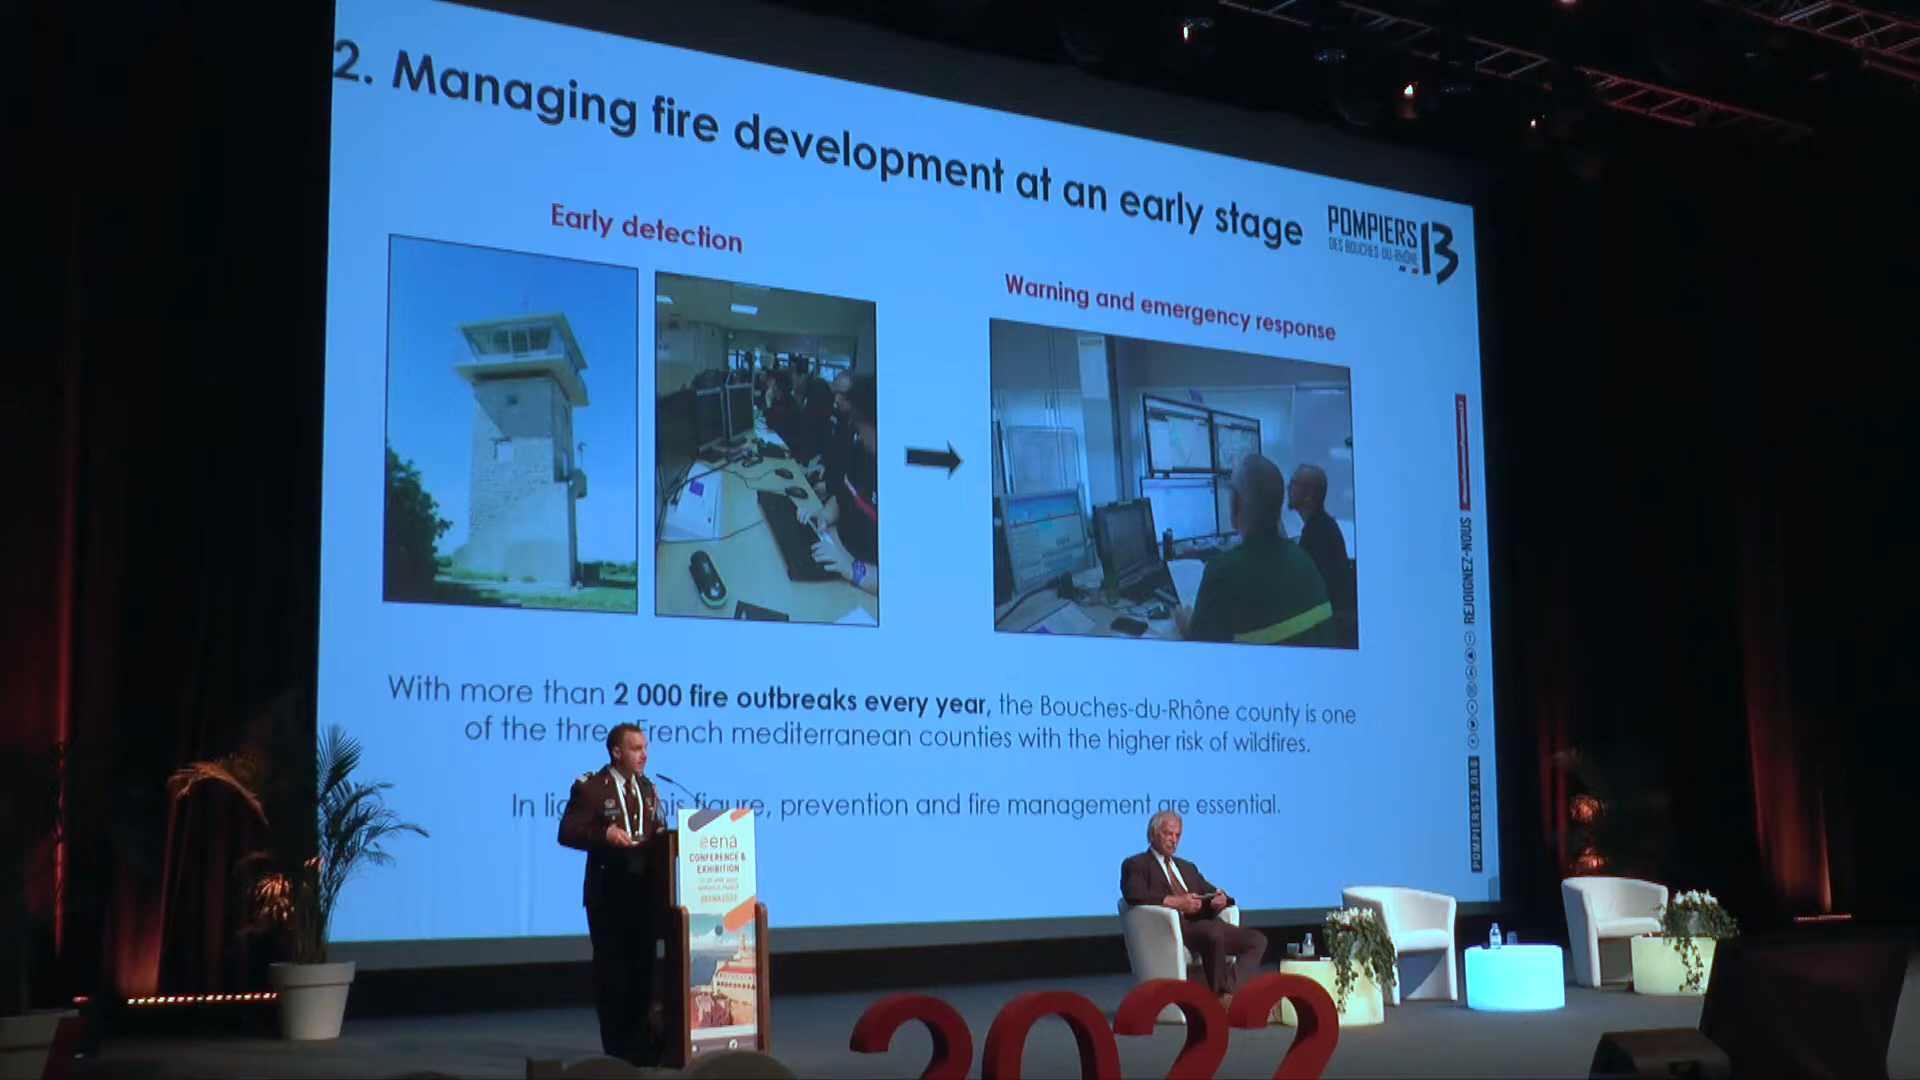 2. Managing fire development at an early stage
POMPIERS 13
DES BOUCHES-DU-RHÔNE
Early detection
Warning and emergency response
With more than 2 000 fire outbreaks every year, the Bouches-du-Rhône county is one
of the three French mediterranean counties with the higher risk of wildfires.
In his figure, prevention and fire management are essential.
REJOIGNEZ-NOUS
POMPIERS13.ORG
eena
CONFERENCE &
EXHIBITION
2022